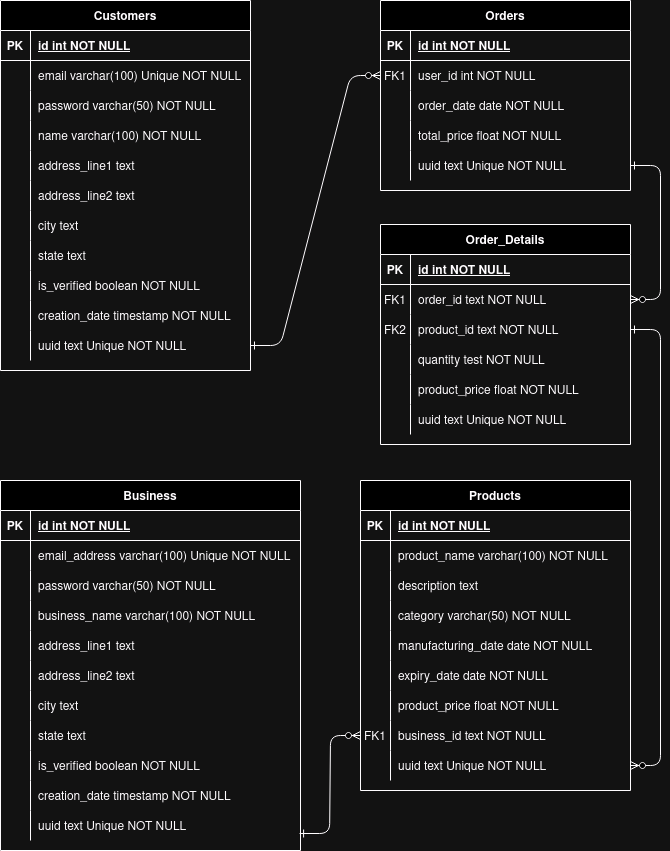 Customers
PK id int NOT NULL
email varchar(100) Unique NOT NULL
password varchar(50) NOT NULL
name varchar(100) NOT NULL
address_line1 text
address_line2 text
city text
state text
is_verified boolean NOT NULL
creation_date timestamp NOT NULL
uuid text Unique NOT NULL
Orders
PK id int NOT NULL
FK1 user_id int NOT NULL
order_date date NOT NULL
total_price float NOT NULL
uuid text Unique NOT NULL
Order_Details
PK id int NOT NULL
FK1 order_id text NOT NULL
FK2 product_id text NOT NULL
quantity test NOT NULL
product_price float NOT NULL
uuid text Unique NOT NULL
Business
PK id int NOT NULL
email_address varchar(100) Unique NOT NULL
password varchar(50) NOT NULL
business_name varchar(100) NOT NULL
address_line1 text
address_line2 text
city text
state text
is_verified boolean NOT NULL
creation_date timestamp NOT NULL
uuid text Unique NOT NULL
Products
PK id int NOT NULL
product_name varchar(100) NOT NULL
description text
category varchar(50) NOT NULL
manufacturing_date date NOT NULL
expiry_date date NOT NULL
product_price float NOT NULL
FK1 business_id text NOT NULL
uuid text Unique NOT NULL